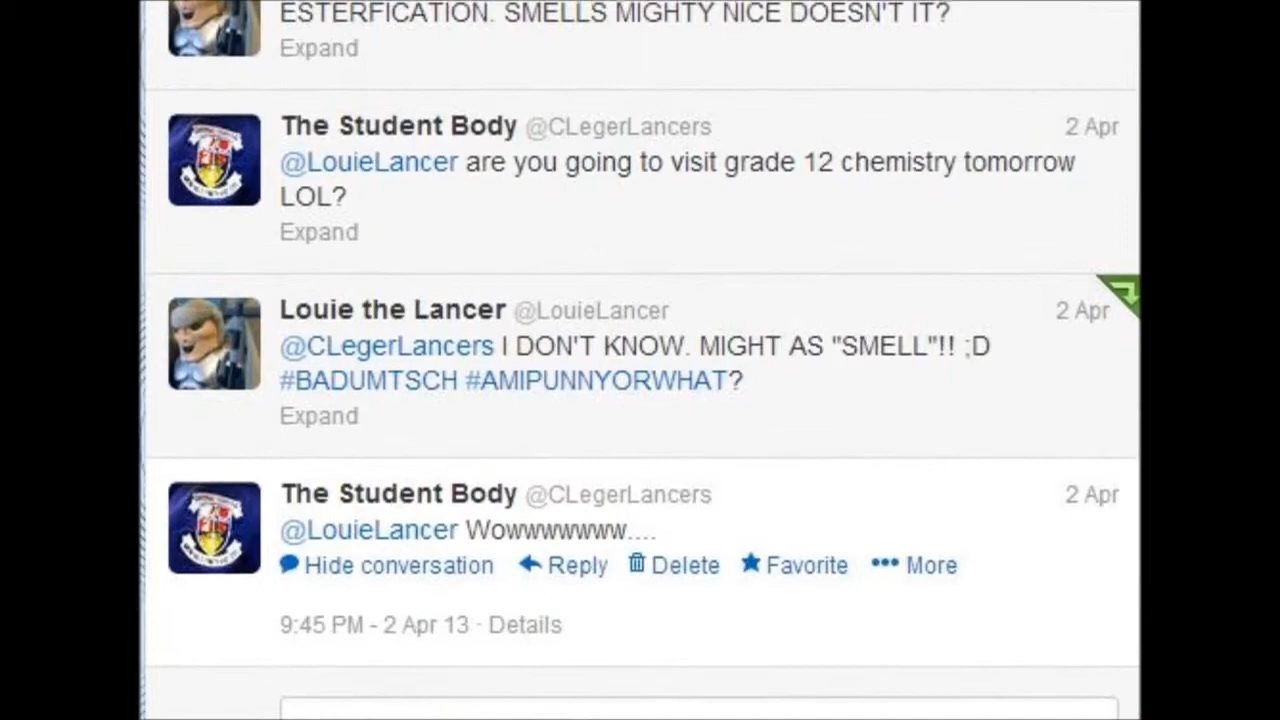 ESTERFICATION. SMELLS MIGHTY NICE DOESN'T IT?
Expand
The Student Body @CLegerLancers 2 Apr
@LouieLancer are you going to visit grade 12 chemistry tomorrow
LOL?
Expand
Louie the Lancer @LouieLancer 2 Apr
@CLegerLancers I DON'T KNOW. MIGHT AS "SMELL"!! ;D
#BADUMTSCH #AMIPUNNYORWHAT?
Expand
The Student Body @CLegerLancers 2 Apr
@LouieLancer Wowwwwwww....
Hide conversation Reply Delete Favorite More
9:45 PM - 2 Apr 13 · Details